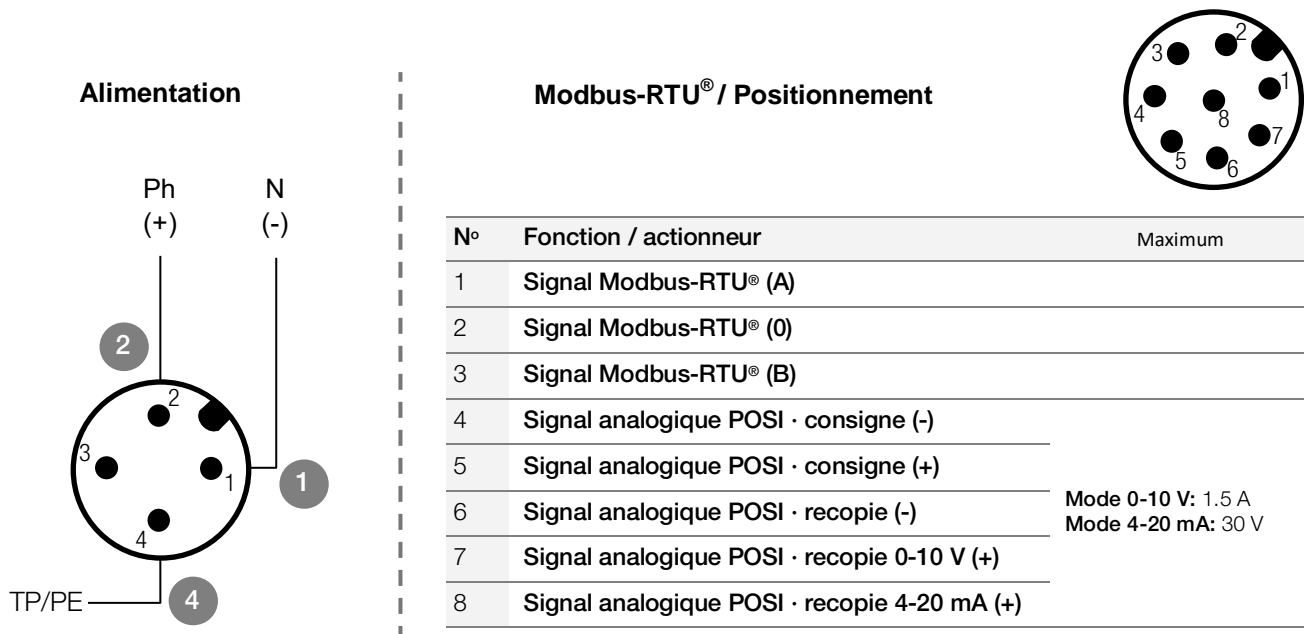 Alimentation
Ph
(+)
N
(-)
2
2
3
1
1
4
TP/PE
4
Modbus-RTU® / Positionnement
2
3
1
4
8
7
5
6
Nº Fonction / actionneur Maximum
1 Signal Modbus-RTU® (A)
2 Signal Modbus-RTU® (0)
3 Signal Modbus-RTU® (B)
4 Signal analogique POSI · consigne (-)
5 Signal analogique POSI · consigne (+)
6 Signal analogique POSI · recopie (-)
Mode 0-10 V: 1.5 A
Mode 4-20 mA: 30 V
7 Signal analogique POSI · recopie 0-10 V (+)
8 Signal analogique POSI · recopie 4-20 mA (+)